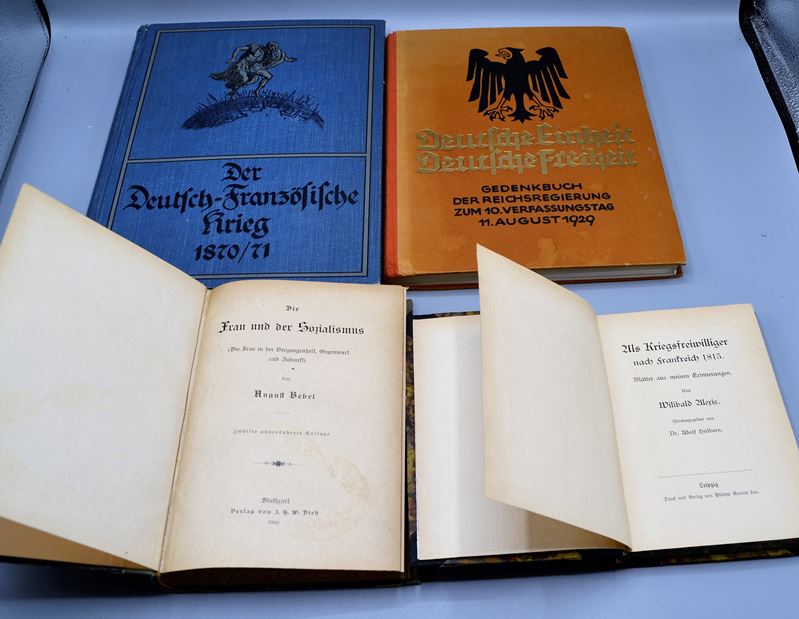 Der
Deutsch-Französische
Krieg
1870/71
Deutsche Einheit
Deutsche Freiheit
GEDENKBUCH
DER REICHSREGIERUNG
ZUM 10. VERFASSUNGSTAG
11. AUGUST 1929
Die
Frau und der Sozialismus
(Die Frau in der Vergangenheit, Gegenwart
und Zukunft)
Von
August Bebel
Zwölfte unveränderte Auflage
Stuttgart
Verlag von J. H. W. Dietz
Als Kriegsfreiwilliger
nach Frankreich 1815.
Blätter aus meinen Erinnerungen.
Von
Wilibald Alexis.
Herausgegeben von
Dr. Adolf Heilborn.
Leipzig
Druck und Verlag von Philipp Reclam jun.